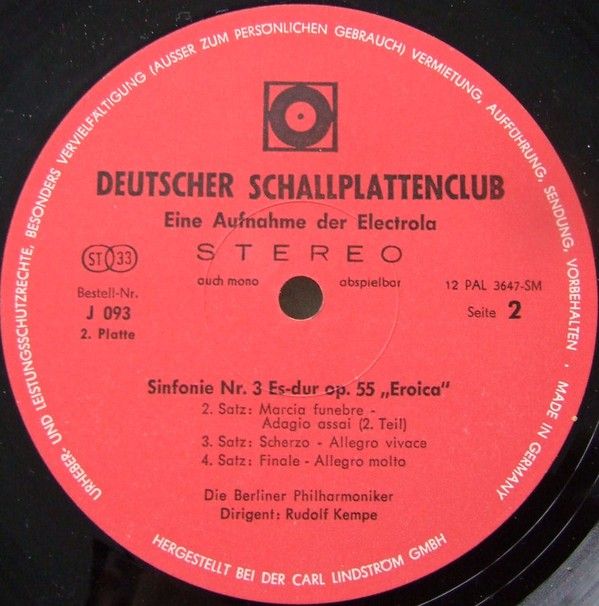 URHEBER- UND LEISTUNGSSCHUTZRECHTE, BESONDERS VERVIELFÄLTIGUNG (AUSSER ZUM PERSÖNLICHEN GEBRAUCH) VERMIETUNG, AUFFÜHRUNG, SENDUNG, VORBEHALTEN · MADE IN GERMANY
DEUTSCHER SCHALLPLATTENCLUB
Eine Aufnahme der Electrola
STEREO
auch mono abspielbar
ST 33
12 PAL 3647-SM
Bestell-Nr.
J 093
Seite 2
2. Platte
Sinfonie Nr. 3 Es-dur op. 55 „Eroica“
2. Satz: Marcia funebre -
Adagio assai (2. Teil)
3. Satz: Scherzo - Allegro vivace
4. Satz: Finale - Allegro molto
Die Berliner Philharmoniker
Dirigent: Rudolf Kempe
HERGESTELLT BEI DER CARL LINDSTRÖM GMBH